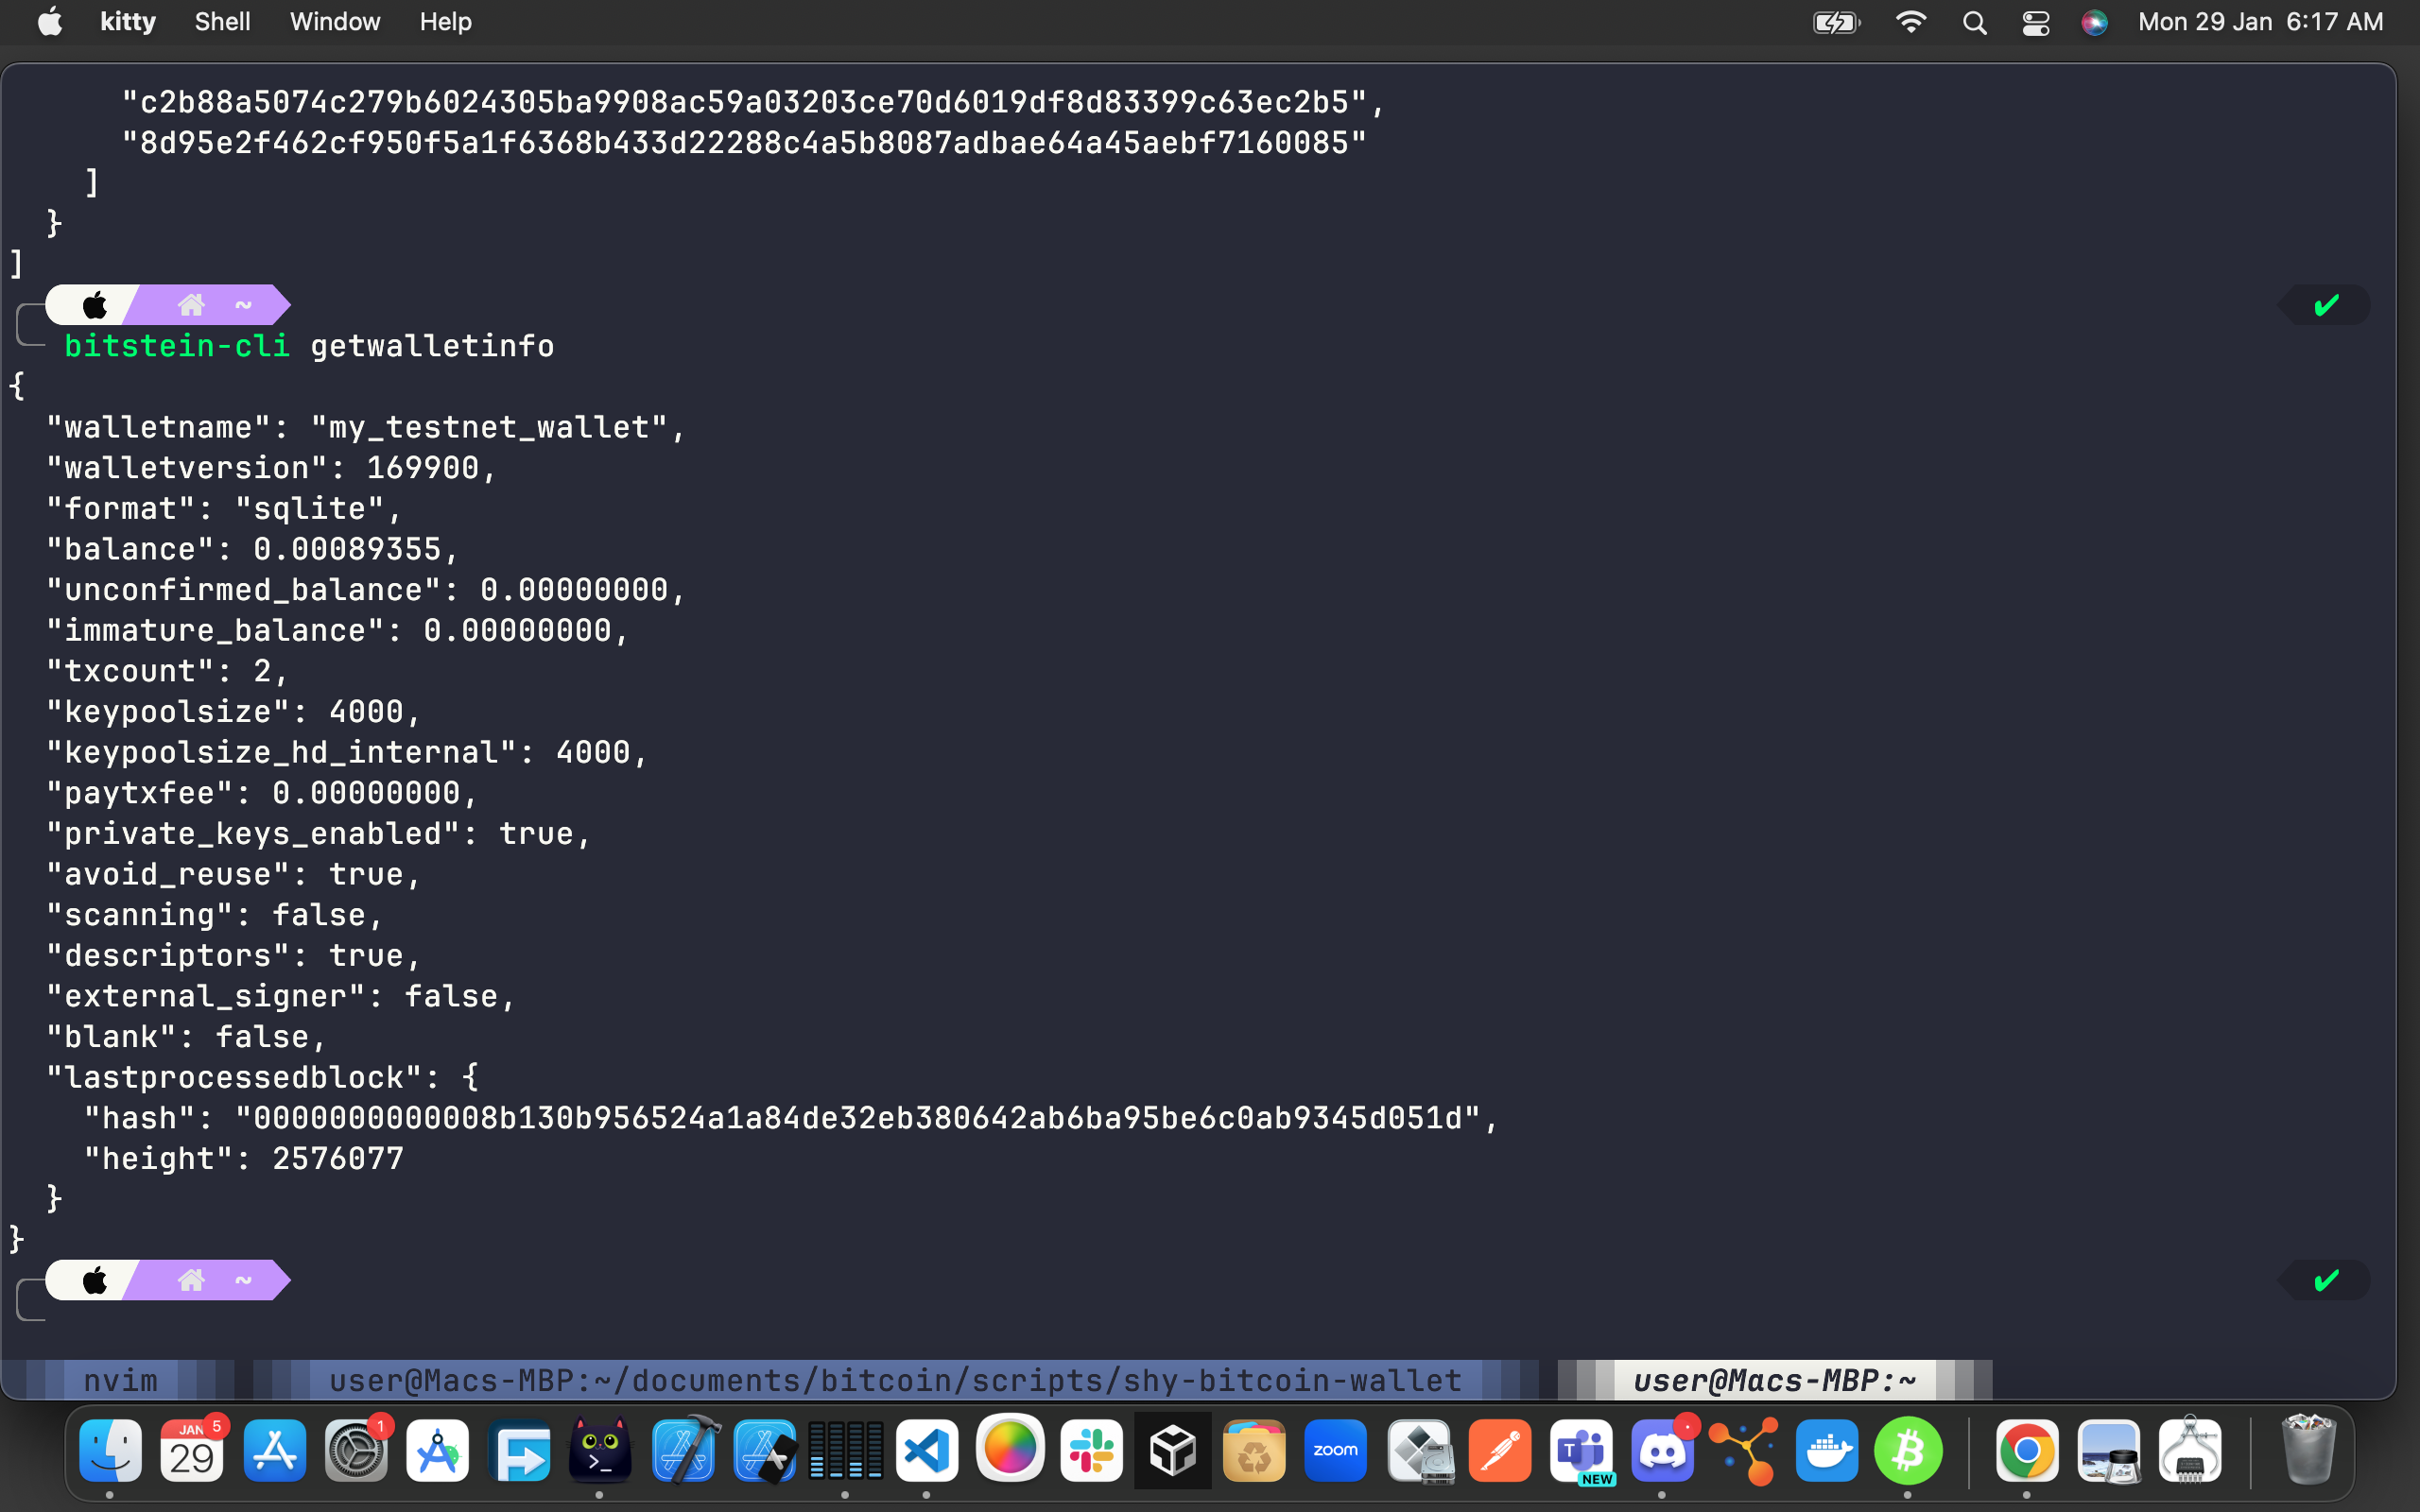 kitty Shell Window Help Mon 29 Jan 6:17 AM
"c2b88a5074c279b6024305ba9908ac59a03203ce70d6019df8d83399c63ec2b5",
"8d95e2f462cf950f5a1f6368b433d22288c4a5b8087adbae64a45aebf7160085"
]
}
]
~ ✔
bitstein-cli getwalletinfo
{
"walletname": "my_testnet_wallet",
"walletversion": 169900,
"format": "sqlite",
"balance": 0.00089355,
"unconfirmed_balance": 0.00000000,
"immature_balance": 0.00000000,
"txcount": 2,
"keypoolsize": 4000,
"keypoolsize_hd_internal": 4000,
"paytxfee": 0.00000000,
"private_keys_enabled": true,
"avoid_reuse": true,
"scanning": false,
"descriptors": true,
"external_signer": false,
"blank": false,
"lastprocessedblock": {
"hash": "0000000000008b130b956524a1a84de32eb380642ab6ba95be6c0ab9345d051d",
"height": 2576077
}
}
~ ✔
nvim user@Macs-MBP:~/documents/bitcoin/scripts/shy-bitcoin-wallet user@Macs-MBP:~
JAN 5 1
29 zoom T NEW